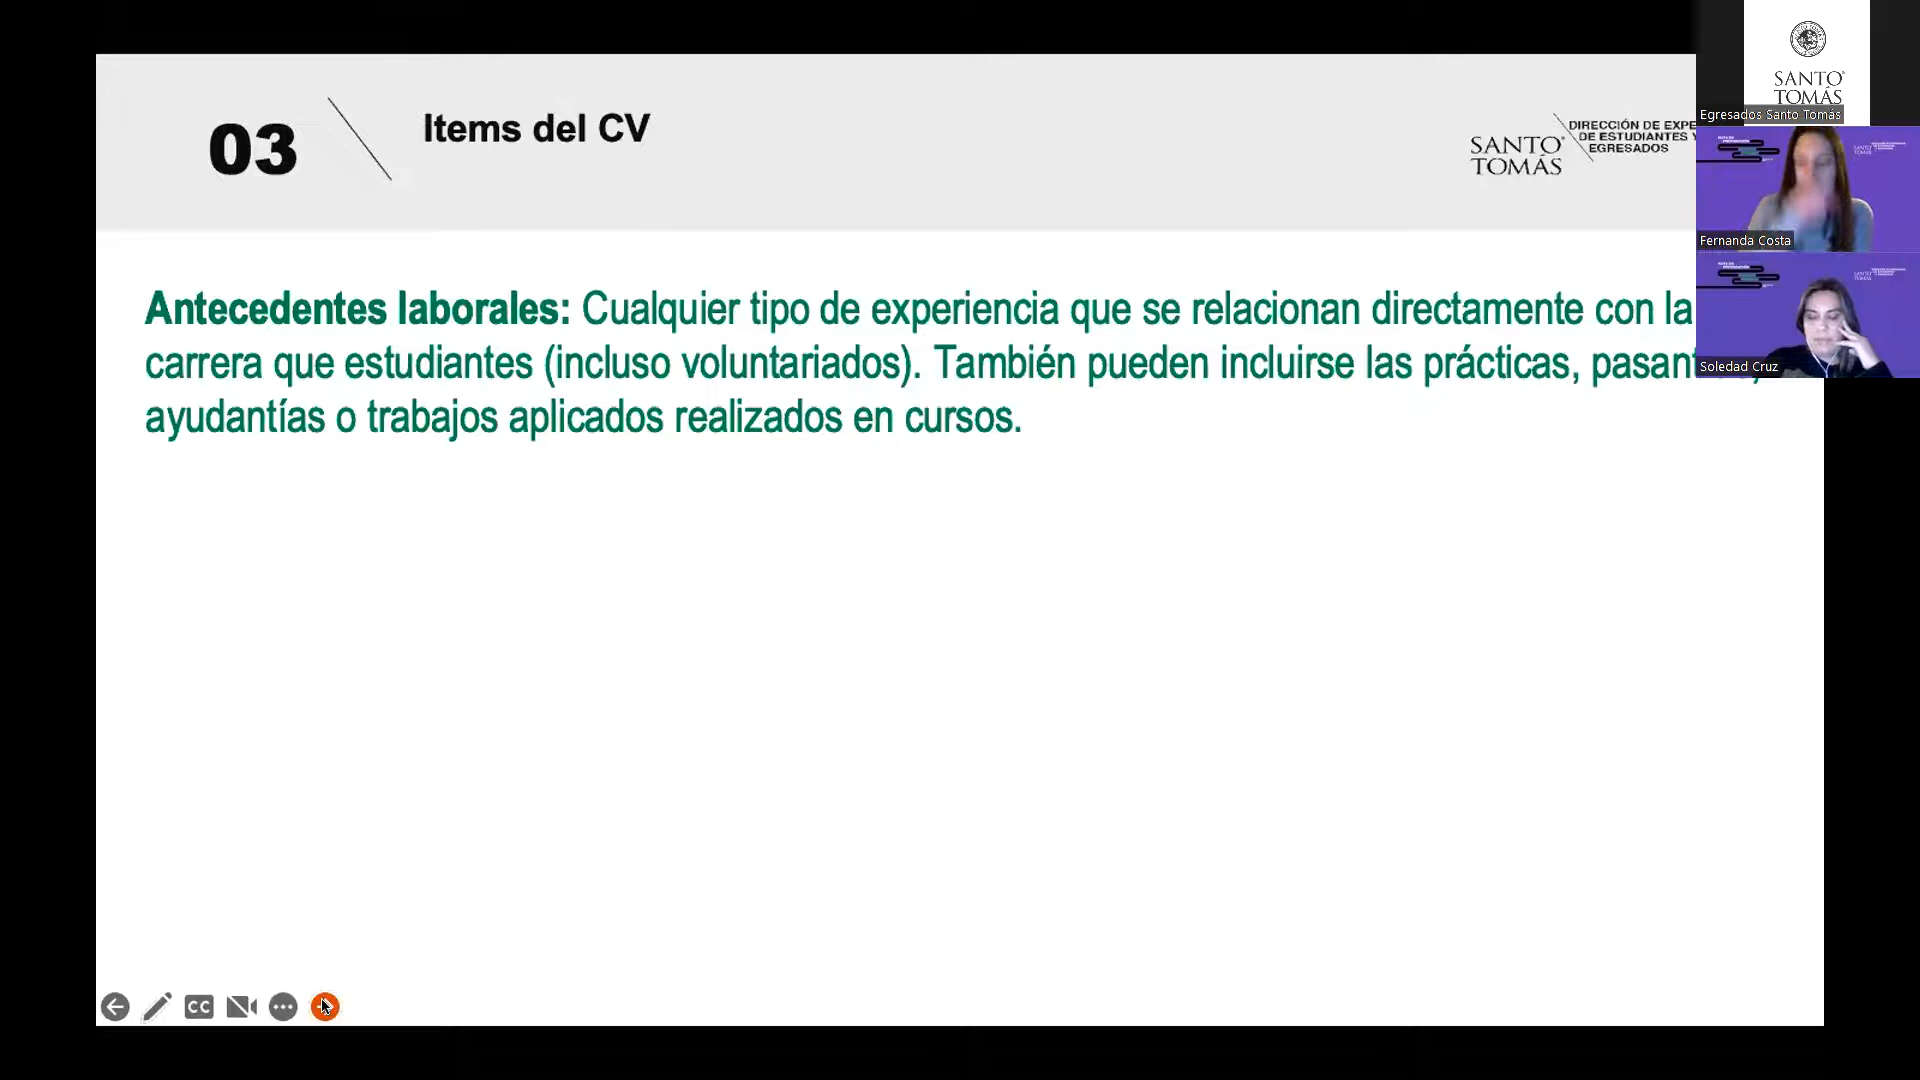 03
Items del CV
SANTO
TOMÁS
DIRECCIÓN DE EXPE
DE ESTUDIANTES Y
EGRESADOS
Antecedentes laborales: Cualquier tipo de experiencia que se relacionan directamente con la
carrera que estudiantes (incluso voluntariados). También pueden incluirse las prácticas, pasant
ayudantías o trabajos aplicados realizados en cursos.
CC
SANTO
TOMÁS
Egresados Santo Tomás
Fernanda Costa
Soledad Cruz